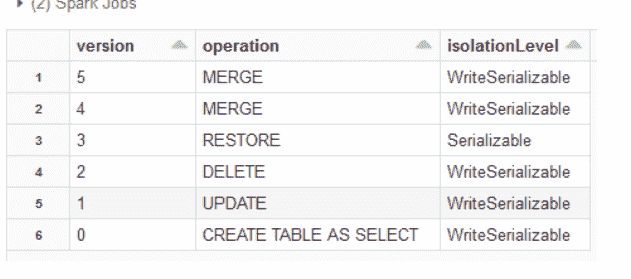 (2) Spark Jobs
version operation isolationLevel
1 5 MERGE WriteSerializable
2 4 MERGE WriteSerializable
3 3 RESTORE Serializable
4 2 DELETE WriteSerializable
5 1 UPDATE WriteSerializable
6 0 CREATE TABLE AS SELECT WriteSerializable